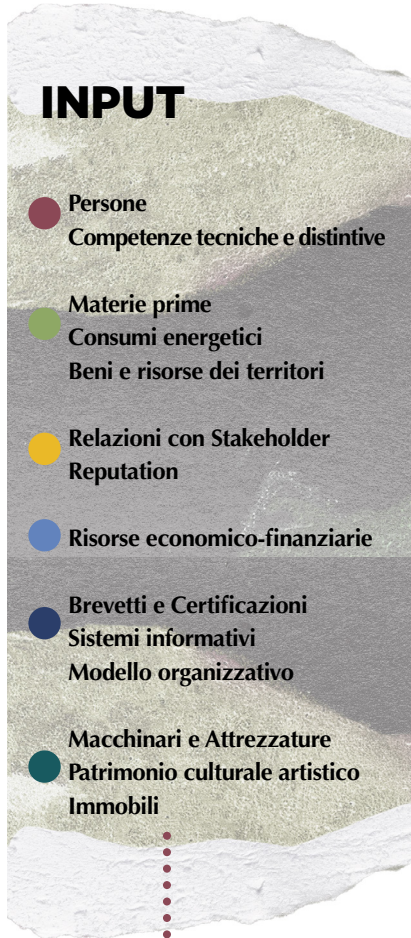 INPUT
Persone
Competenze tecniche e distintive
Materie prime
Consumi energetici
Beni e risorse dei territori
Relazioni con Stakeholder
Reputation
Risorse economico-finanziarie
Brevetti e Certificazioni
Sistemi informativi
Modello organizzativo
Macchinari e Attrezzature
Patrimonio culturale artistico
Immobili